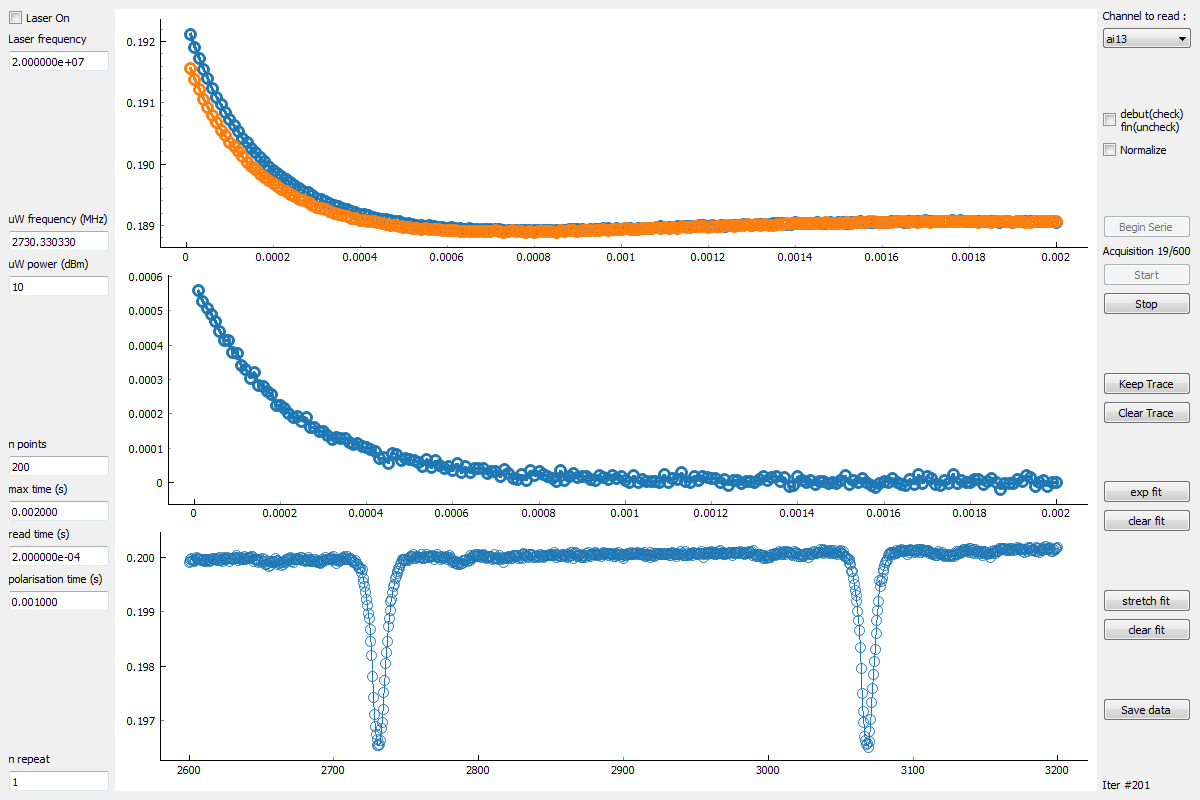 Laser On
Laser frequency
2.000000e+07
uW frequency (MHz)
2730.330330
uW power (dBm)
10
n points
200
max time (s)
0.002000
read time (s)
2.000000e-04
polarisation time (s)
0.001000
n repeat
1
0.192
0.191
0.190
0.189
0 0.0002 0.0004 0.0006 0.0008 0.001 0.0012 0.0014 0.0016 0.0018 0.002
0.0006
0.0005
0.0004
0.0003
0.0002
0.0001
0
0 0.0002 0.0004 0.0006 0.0008 0.001 0.0012 0.0014 0.0016 0.0018 0.002
0.200
0.199
0.198
0.197
2600 2700 2800 2900 3000 3100 3200
Channel to read :
ai13
debut(check)
fin(uncheck)
Normalize
Begin Serie
Acquisition 19/600
Start
Stop
Keep Trace
Clear Trace
exp fit
clear fit
stretch fit
clear fit
Save data
Iter #201